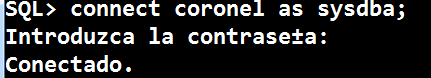 SQL> connect coronel as sysdba;
Introduzca la contrase±a:
Conectado.